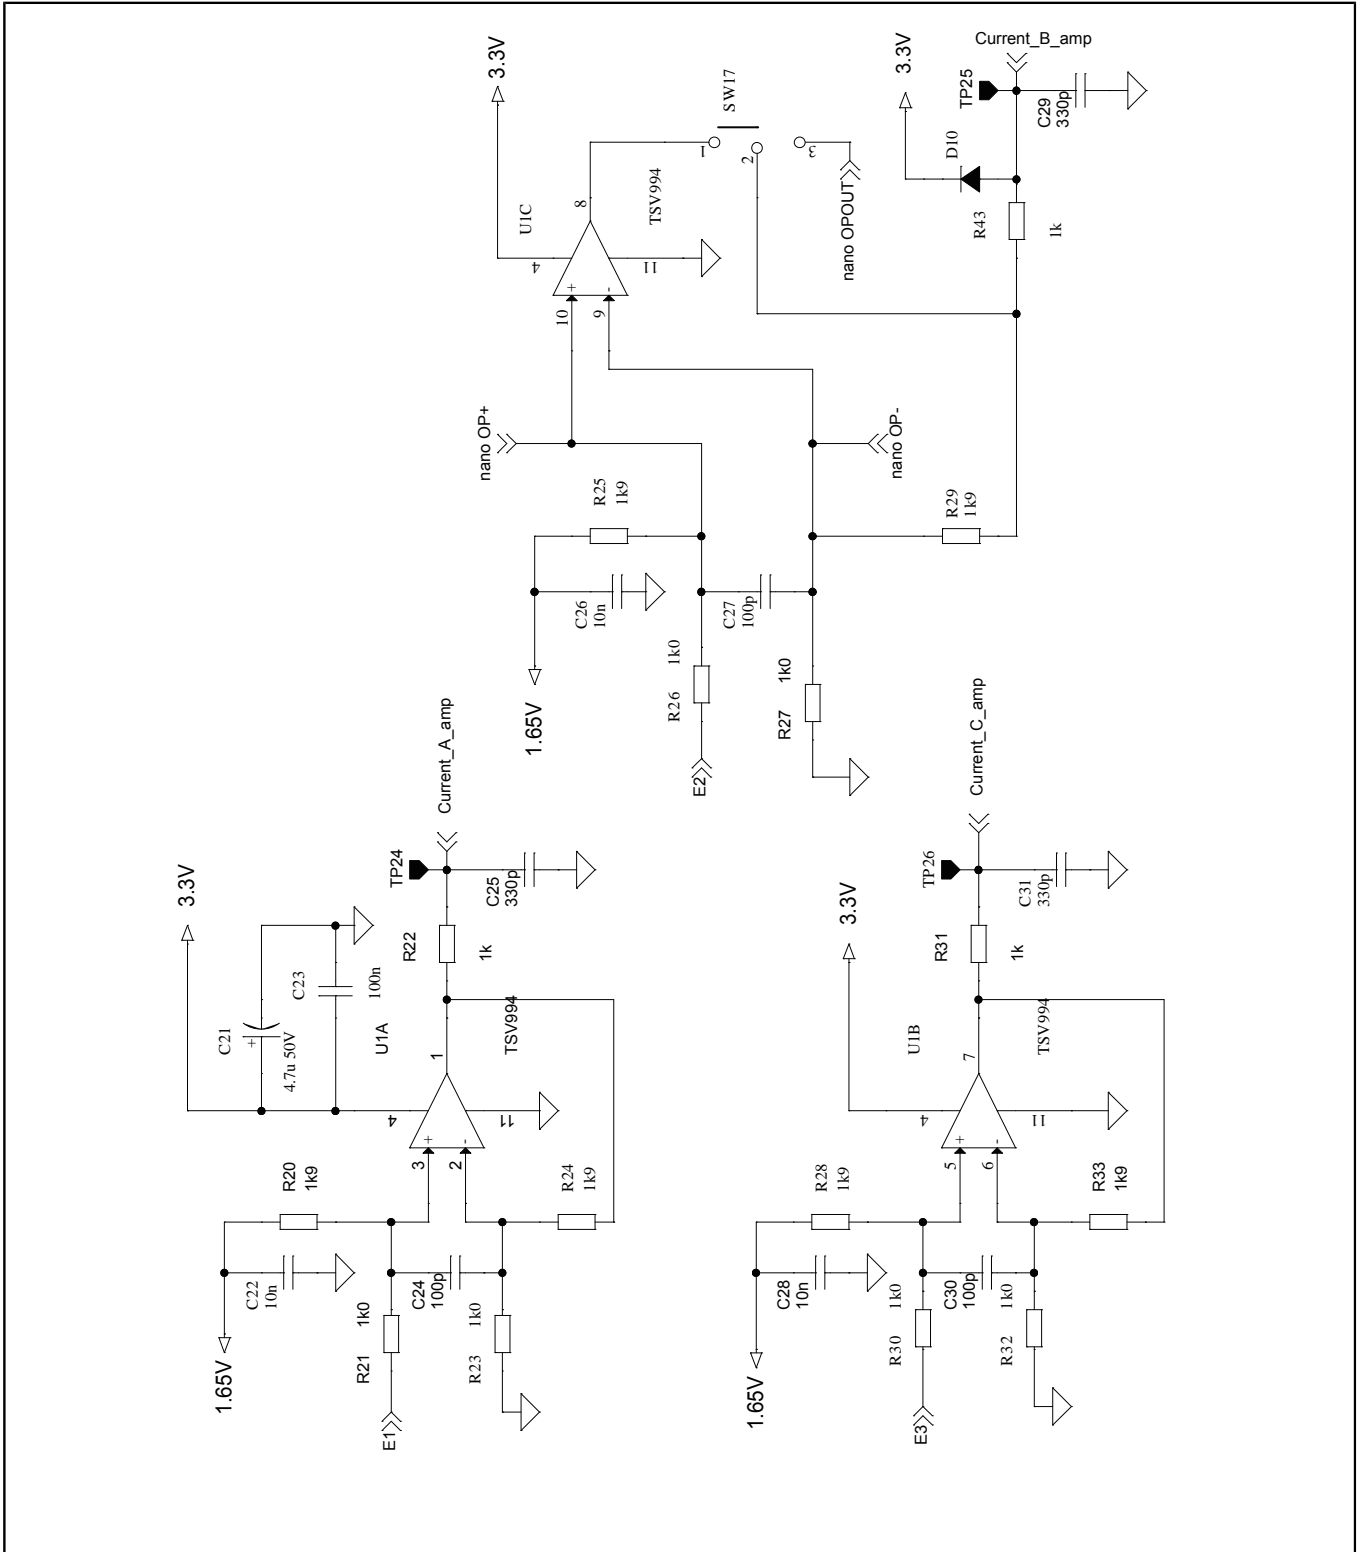 3.3V
U1C
TSV994
8
4
11
+
-
10
9
SW17
1
2
3
nano OPOUT
3.3V
D10
Current_B_amp
TP25
C29
330p
R43
1k
nano OP+
nano OP-
R25
1k9
R29
1k9
C26
10n
C27
100p
1.65V
R26
1k0
R27
1k0
E2
3.3V
C21
+
4.7u 50V
C23
100n
U1A
TSV994
1
4
11
+
-
3
2
R22
1k
TP24
C25
330p
Current_A_amp
R20
1k9
R24
1k9
C22
10n
C24
100p
1.65V
R21
1k0
R23
1k0
E1
3.3V
U1B
TSV994
7
4
11
+
-
5
6
R31
1k
TP26
C31
330p
Current_C_amp
R28
1k9
R33
1k9
C28
10n
C30
100p
1.65V
R30
1k0
R32
1k0
E3